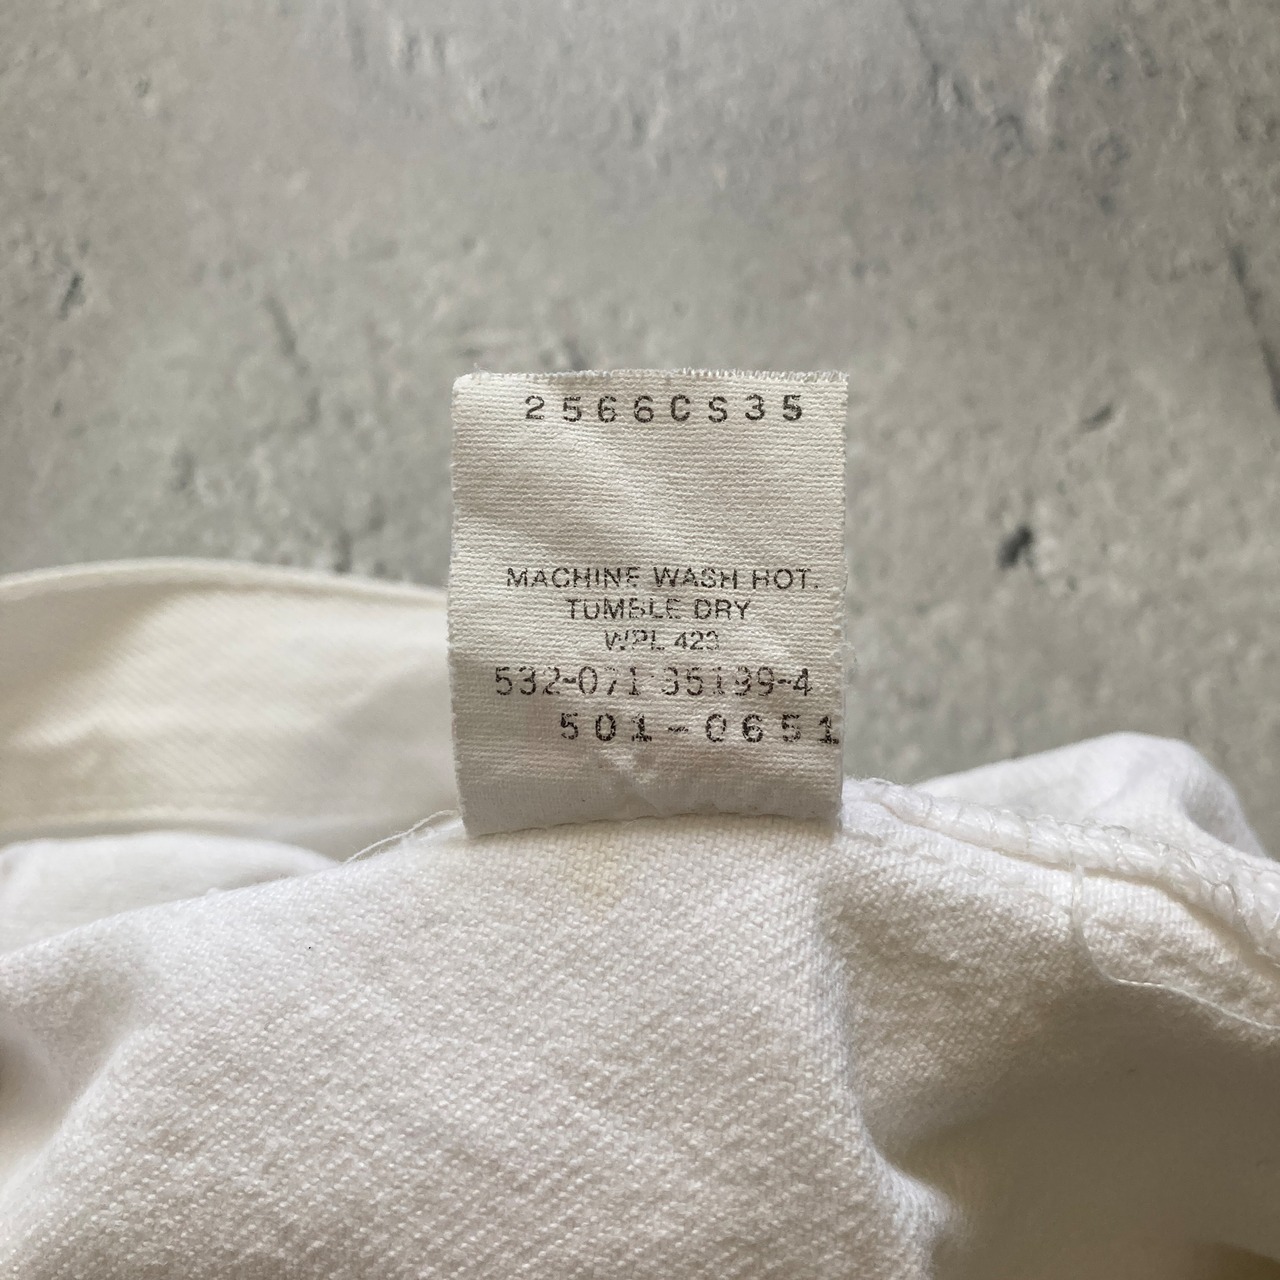 2566CS35
MACHINE WASH HOT.
TUMBLE DRY
WPL 423
532-071 35199-4
501-0651